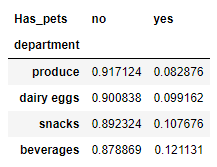 Has_pets no yes
department
produce 0.917124 0.082876
dairy eggs 0.900838 0.099162
snacks 0.892324 0.107676
beverages 0.878869 0.121131